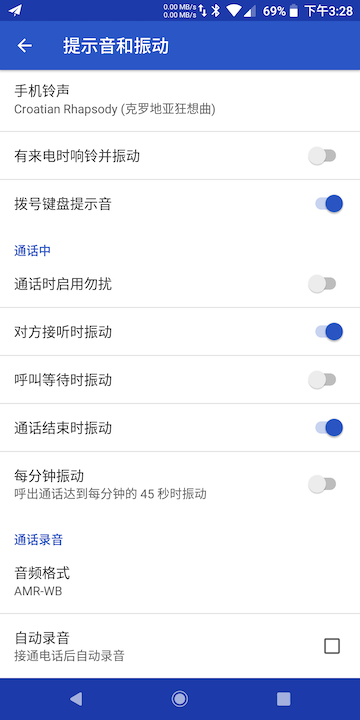 0.00 MB/s
0.00 MB/s
69%
下午3:28
提示音和振动
手机铃声
Croatian Rhapsody (克罗地亚狂想曲)
有来电时响铃并振动
拨号键盘提示音
通话中
通话时启用勿扰
对方接听时振动
呼叫等待时振动
通话结束时振动
每分钟振动
呼出通话达到每分钟的 45 秒时振动
通话录音
音频格式
AMR-WB
自动录音
接通电话后自动录音